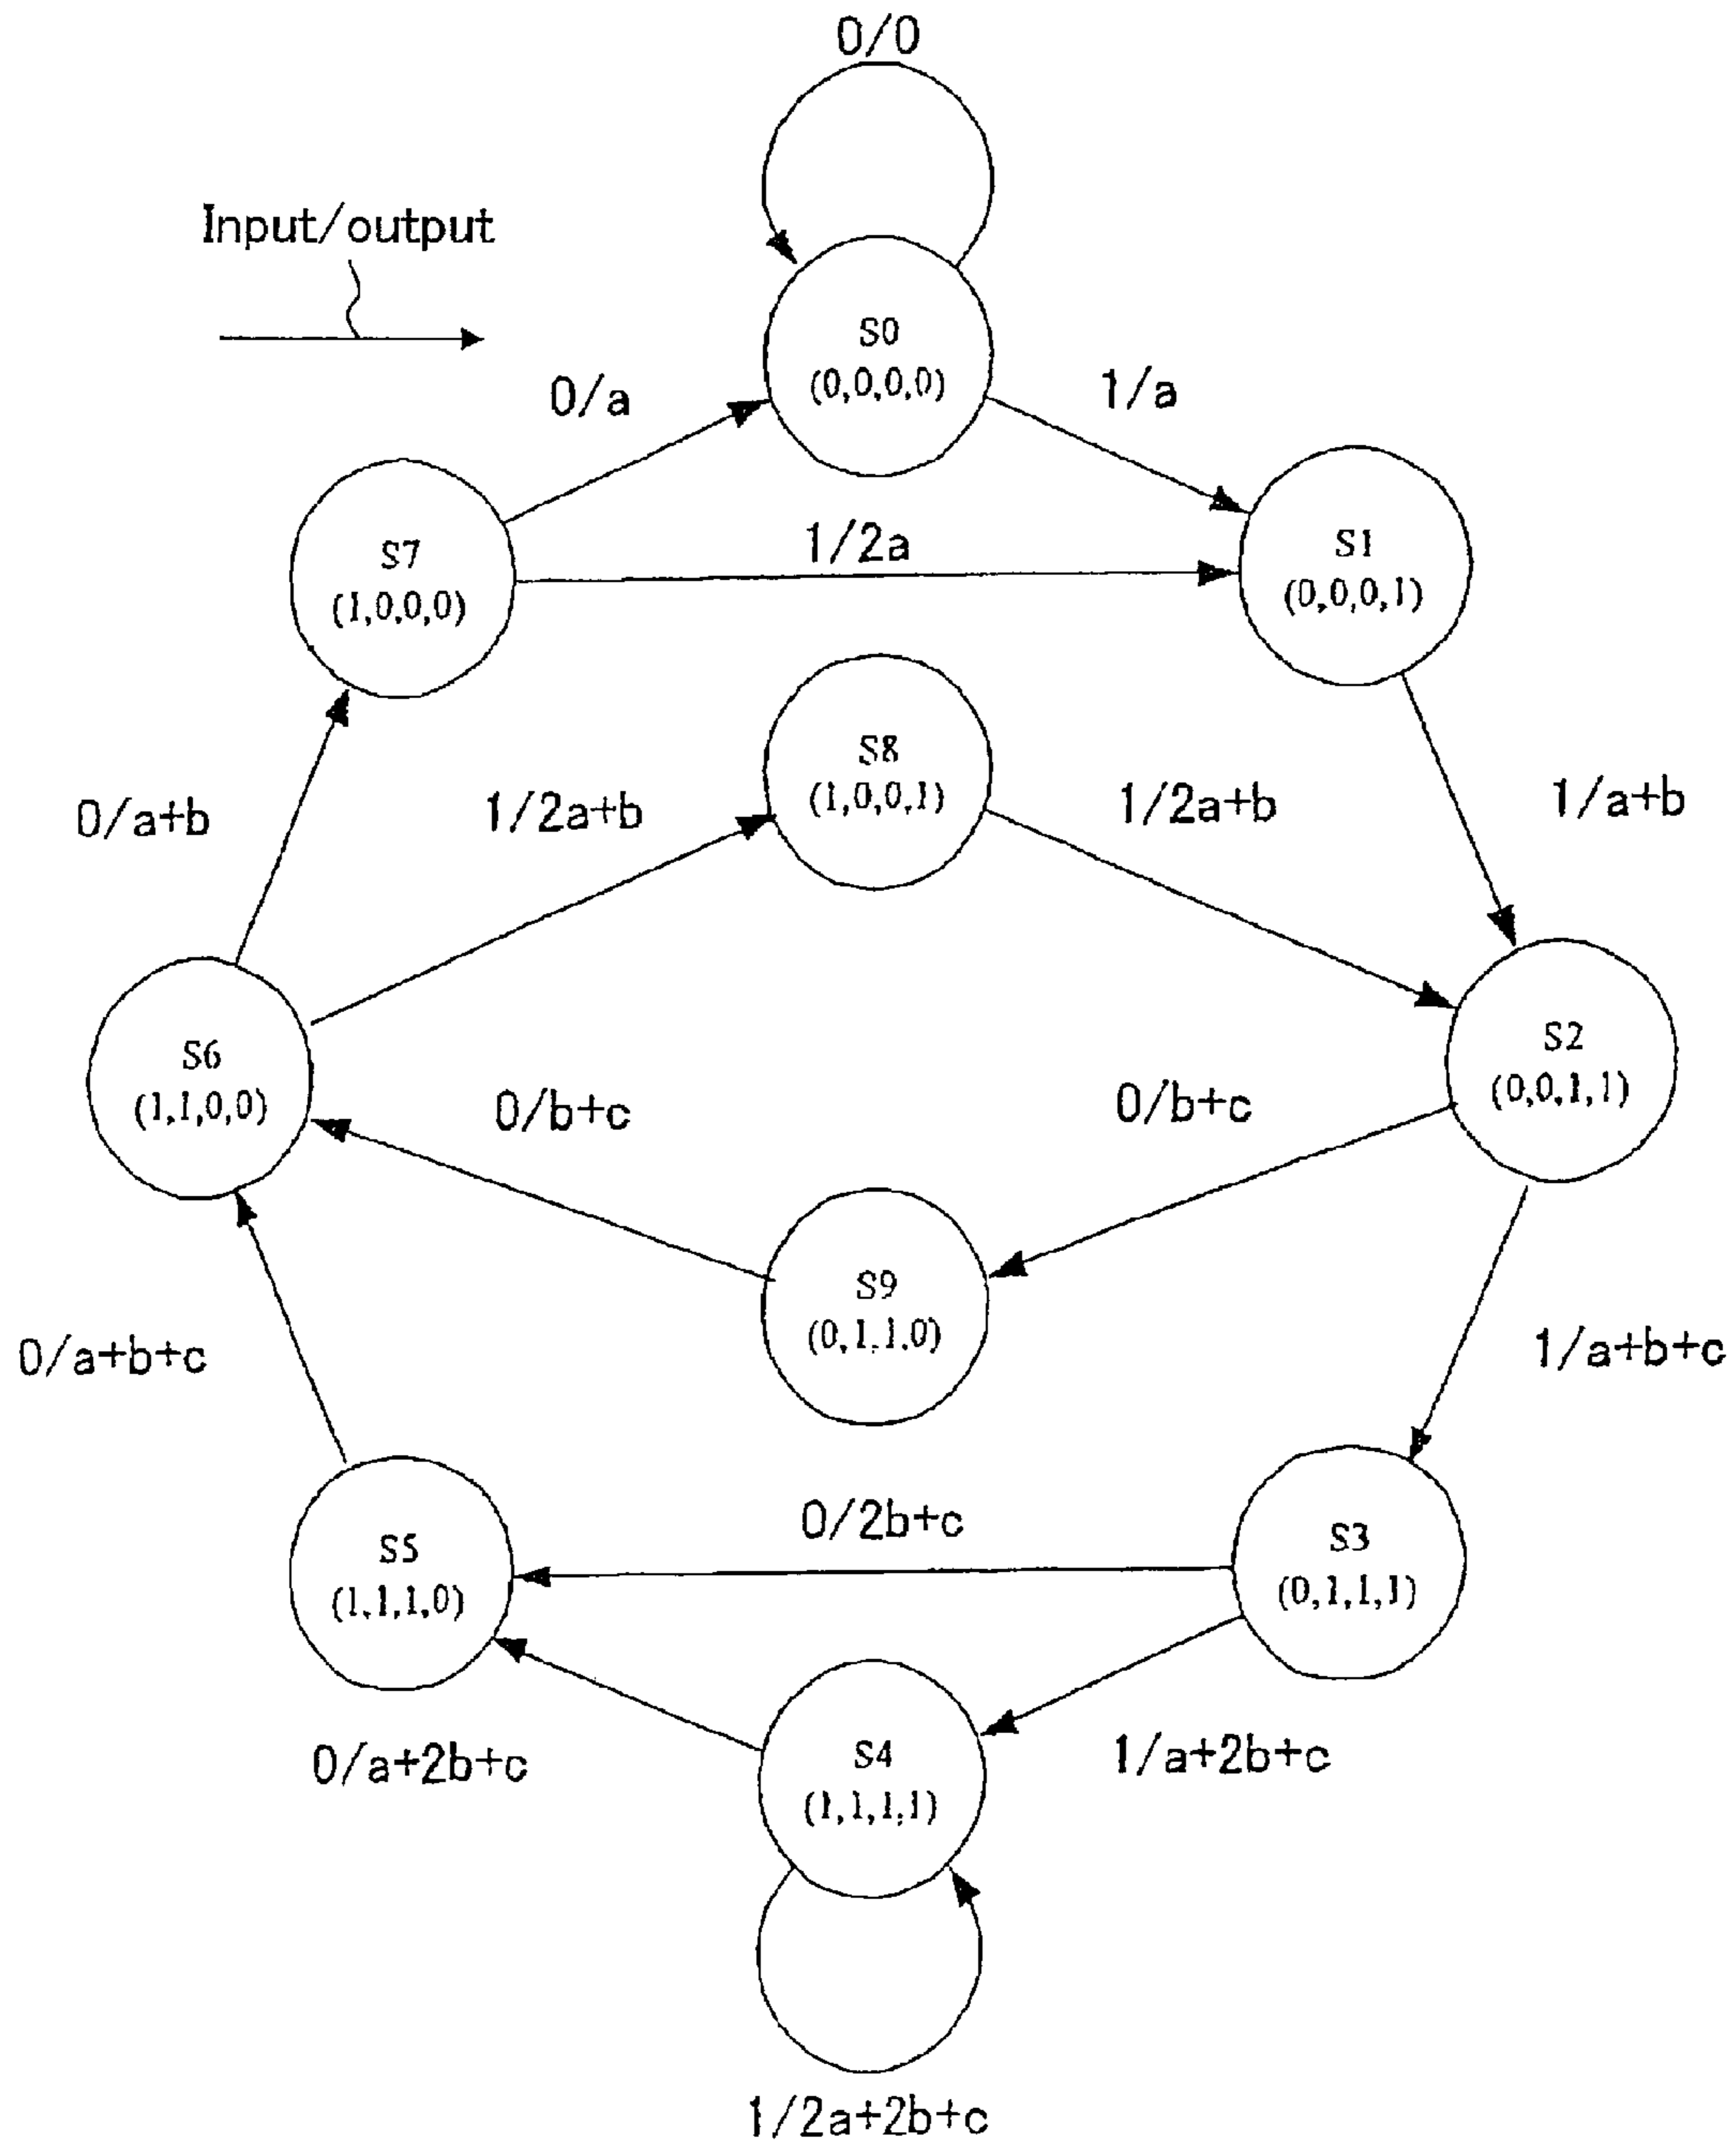 0/0
Input/output
S0
(0,0,0,0)
0/a
1/a
S7
(1,0,0,0)
1/2a
S1
(0,0,0,1)
S8
(1,0,0,1)
0/a+b
1/2a+b
1/2a+b
1/a+b
S6
(1,1,0,0)
S2
(0,0,1,1)
0/b+c
0/b+c
S9
(0,1,1,0)
0/a+b+c
1/a+b+c
0/2b+c
S5
(1,1,1,0)
S3
(0,1,1,1)
0/a+2b+c
1/a+2b+c
S4
(1,1,1,1)
1/2a+2b+c